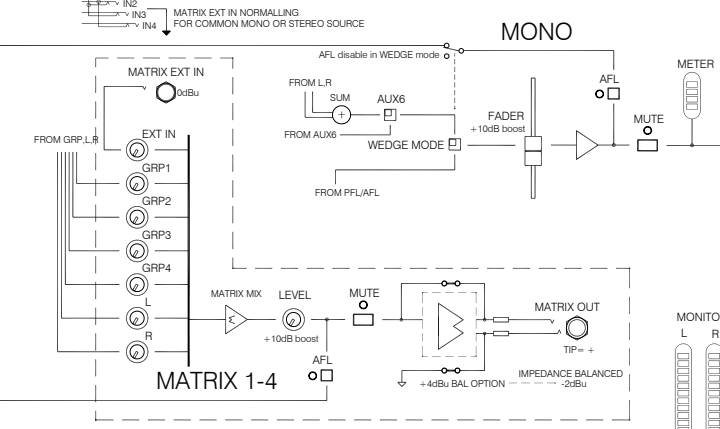 IN2
IN3
IN4
MATRIX EXT IN NORMALLING
FOR COMMON MONO OR STEREO SOURCE
MONO
AFL disable in WEDGE mode
MATRIX EXT IN
0dBu
FROM L,R
SUM
AUX6
AFL
METER
FADER
+10dB boost
MUTE
FROM AUX6
WEDGE MODE
FROM GRP,L,R
EXT IN
GRP1
GRP2
GRP3
GRP4
L
R
FROM PFL/AFL
MATRIX MIX
Σ
LEVEL
+10dB boost
MUTE
AFL
MATRIX OUT
TIP= +
MATRIX 1-4
+4dBu BAL OPTION
IMPEDANCE BALANCED
-2dBu
MONITO
L R